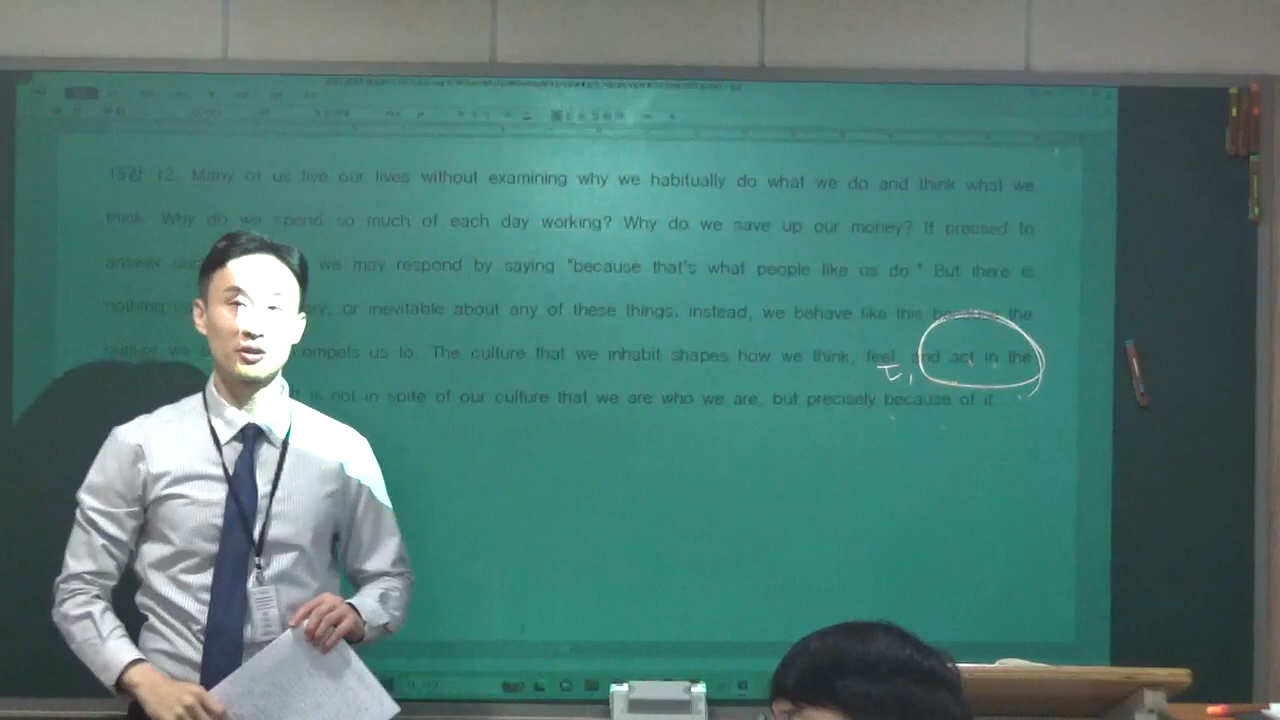 15강 12. Many of us live our lives without examining why we habitually do what we do and think what we
think. Why do we spend so much of each day working? Why do we save up our money? If pressed to
answer we may respond by saying "because that's what people like us do." But there is
nothing or inevitable about any of these things; instead, we behave like this because the
culture we compels us to. The culture that we inhabit shapes how we think, feel, and act in the
is not in spite of our culture that we are who we are, but precisely because of it.